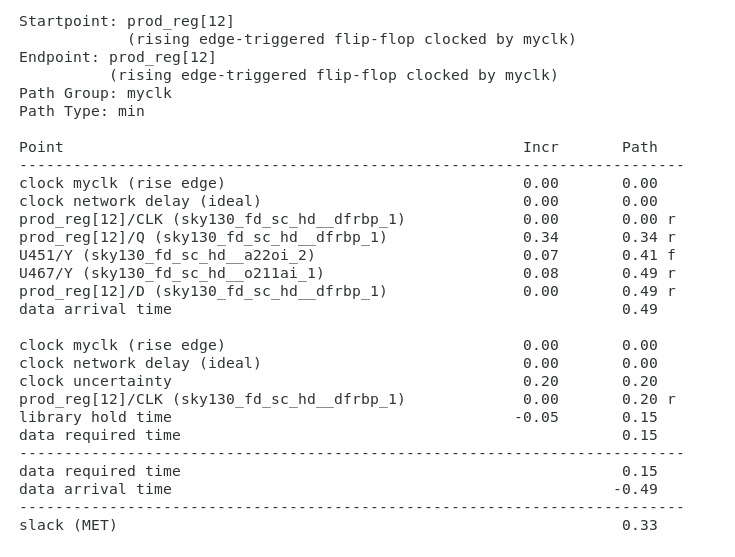 Startpoint: prod_reg[12]
(rising edge-triggered flip-flop clocked by myclk)
Endpoint: prod_reg[12]
(rising edge-triggered flip-flop clocked by myclk)
Path Group: myclk
Path Type: min
Point Incr Path
---------------------------------------------------------------------------
clock myclk (rise edge) 0.00 0.00
clock network delay (ideal) 0.00 0.00
prod_reg[12]/CLK (sky130_fd_sc_hd__dfrbp_1) 0.00 0.00 r
prod_reg[12]/Q (sky130_fd_sc_hd__dfrbp_1) 0.34 0.34 r
U451/Y (sky130_fd_sc_hd__a22oi_2) 0.07 0.41 f
U467/Y (sky130_fd_sc_hd__o211ai_1) 0.08 0.49 r
prod_reg[12]/D (sky130_fd_sc_hd__dfrbp_1) 0.00 0.49 r
data arrival time 0.49
clock myclk (rise edge) 0.00 0.00
clock network delay (ideal) 0.00 0.00
clock uncertainty 0.20 0.20
prod_reg[12]/CLK (sky130_fd_sc_hd__dfrbp_1) 0.00 0.20 r
library hold time -0.05 0.15
data required time 0.15
---------------------------------------------------------------------------
data required time 0.15
data arrival time -0.49
---------------------------------------------------------------------------
slack (MET) 0.33